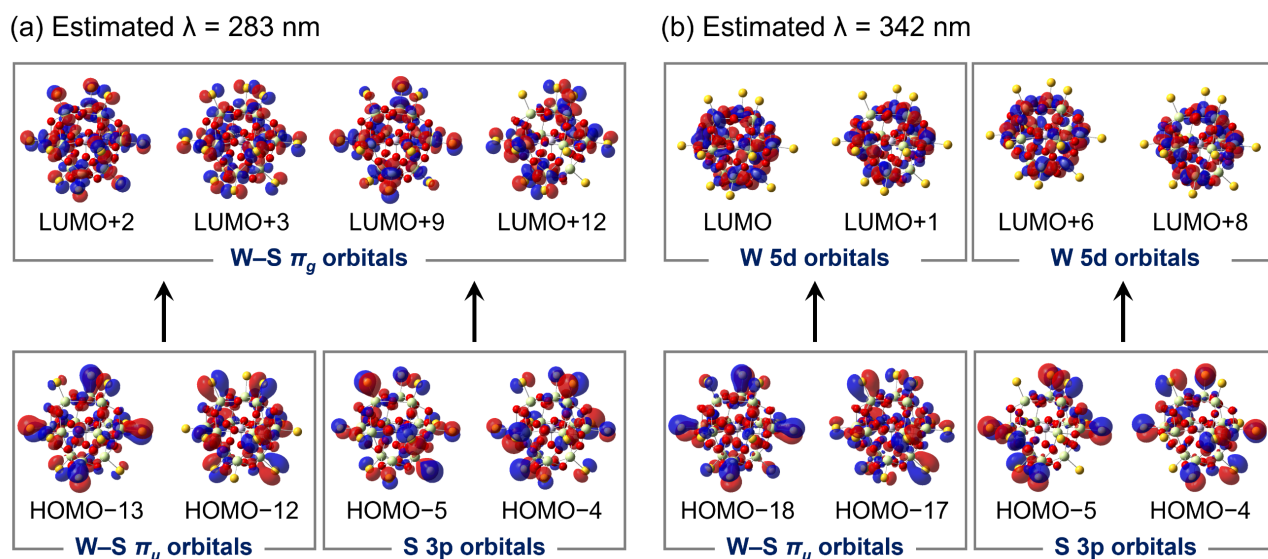 (a) Estimated λ = 283 nm
(b) Estimated λ = 342 nm
LUMO+2 LUMO+3 LUMO+9 LUMO+12
LUMO LUMO+1 LUMO+6 LUMO+8
W–S πg orbitals
W 5d orbitals
W 5d orbitals
HOMO−13 HOMO−12 HOMO−5 HOMO−4
HOMO−18 HOMO−17 HOMO−5 HOMO−4
W–S πu orbitals
S 3p orbitals
W–S πu orbitals
S 3p orbitals